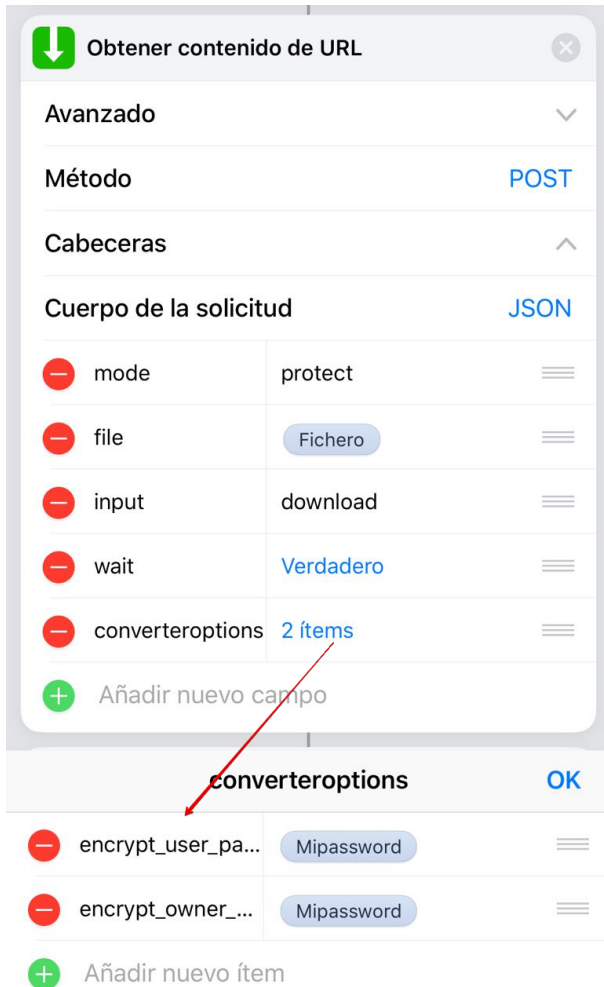 Obtener contenido de URL
Avanzado
Método POST
Cabeceras
Cuerpo de la solicitud JSON
mode protect
file Fichero
input download
wait Verdadero
converteroptions 2 ítems
Añadir nuevo campo
converteroptions OK
encrypt_user_pa... Mipassword
encrypt_owner_... Mipassword
Añadir nuevo ítem